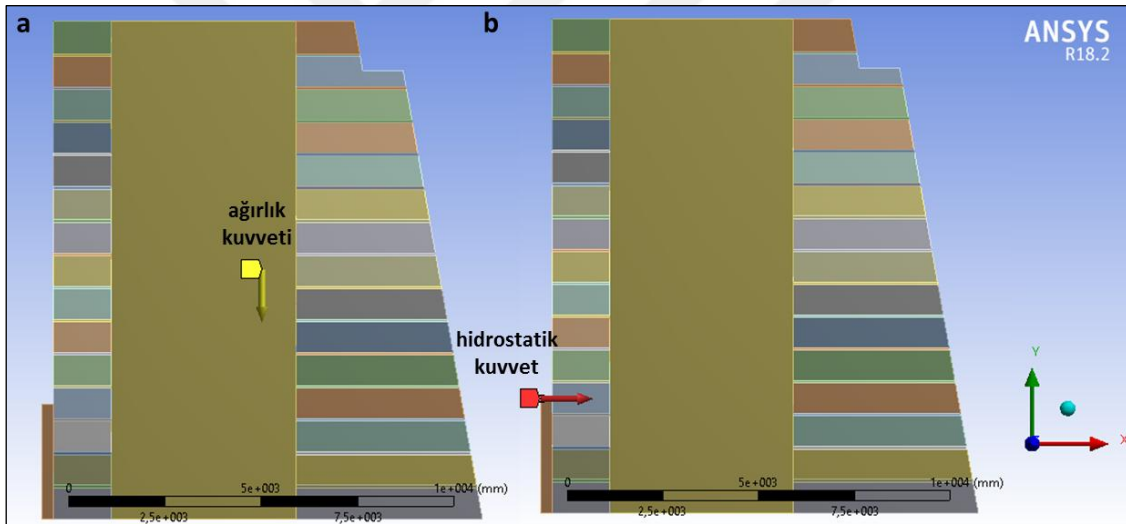 a
b
ANSYS
R18.2
ağırlık
kuvveti
hidrostatik
kuvvet
Y
X
0
5e+003
1e+004 (mm)
2,5e+003
7,5e+003
0
5e+003
1e+004 (mm)
2,5e+003
7,5e+003